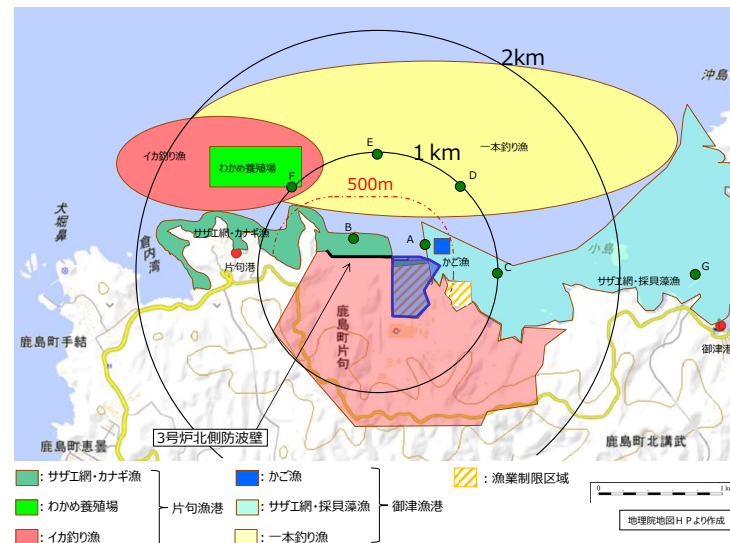 2km
沖島
E
1km
一本釣り漁
イカ釣り漁
わかめ養殖場
F
500m
D
犬堀鼻
倉内湾
サザエ網・カナギ漁
片句港
B
A
かご漁
小島
C
サザエ網・採貝藻漁
G
御津港
鹿島町手結
鹿島町片句
3号炉北側防波壁
鹿島町恵曇
鹿島町北講武
:サザエ網・カナギ漁
:わかめ養殖場
:イカ釣り漁
片句漁港
:かご漁
:サザエ網・採貝藻漁
:一本釣り漁
御津漁港
:漁業制限区域
0
1km
地理院地図HPより作成